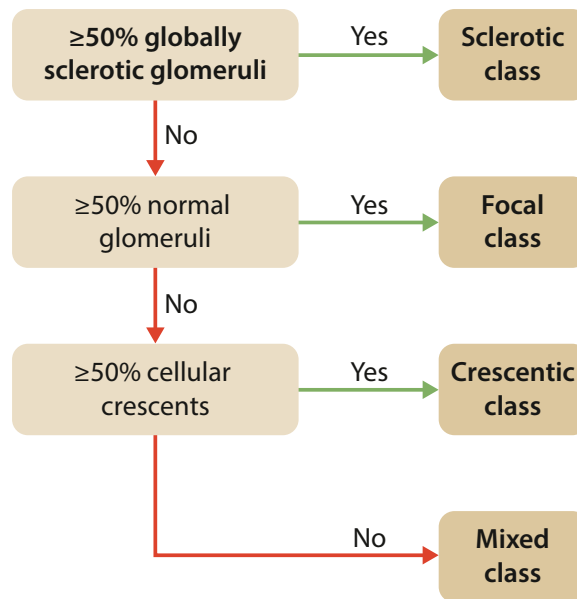 ≥50% globally
sclerotic glomeruli
Yes
Sclerotic
class
No
≥50% normal
glomeruli
Yes
Focal
class
No
≥50% cellular
crescents
Yes
Crescentic
class
No
Mixed
class